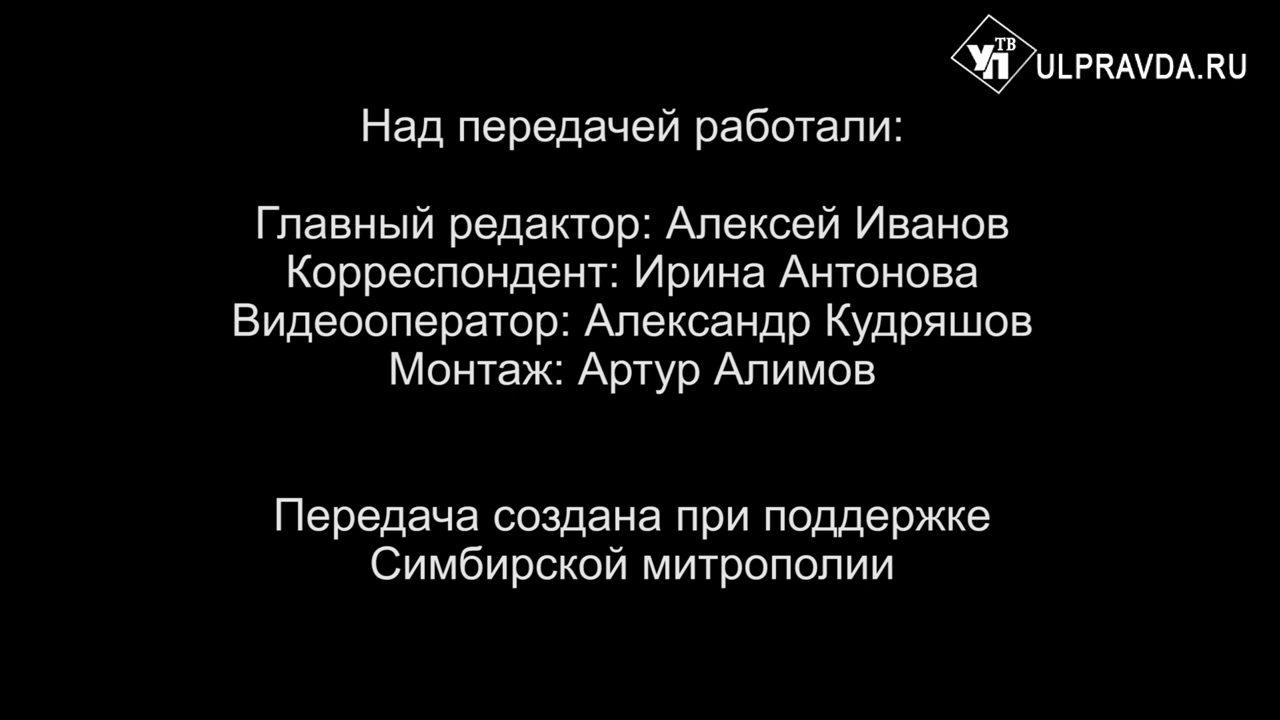 УП ТВ
ULPRAVDA.RU
Над передачей работали:
Главный редактор: Алексей Иванов
Корреспондент: Ирина Антонова
Видеооператор: Александр Кудряшов
Монтаж: Артур Алимов
Передача создана при поддержке
Симбирской митрополии